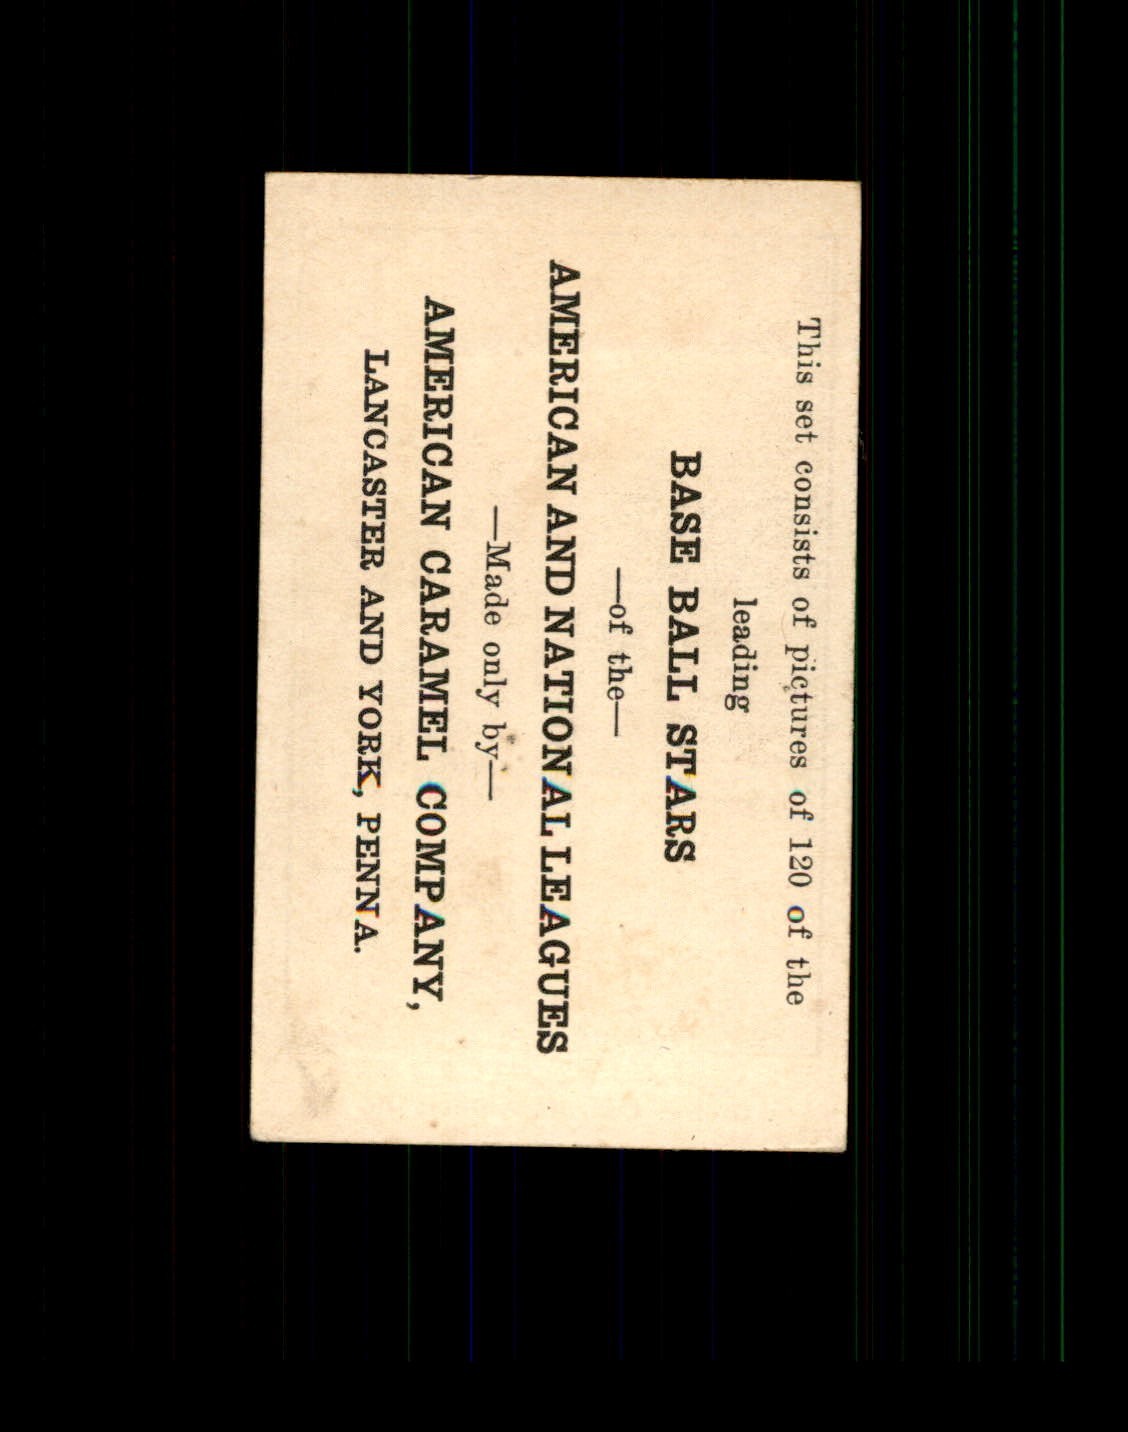 This set consists of pictures of 120 of the
leading
BASE BALL STARS
—of the—
AMERICAN AND NATIONAL LEAGUES
—Made only by—
AMERICAN CARAMEL COMPANY,
LANCASTER AND YORK, PENNA.